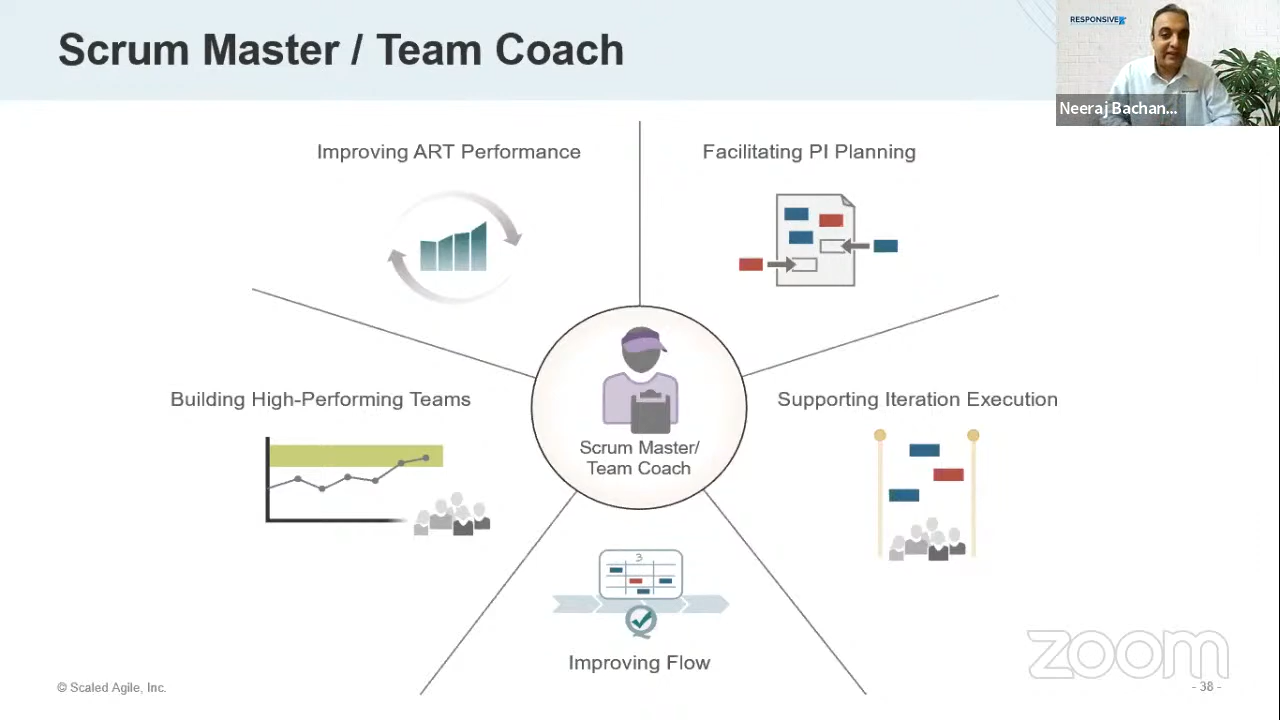 Scrum Master / Team Coach
RESPONSIVE
Neeraj Bachan...
Improving ART Performance
Facilitating PI Planning
Building High-Performing Teams
Supporting Iteration Execution
Scrum Master/
Team Coach
3
Improving Flow
zoom
© Scaled Agile, Inc.
- 38 -